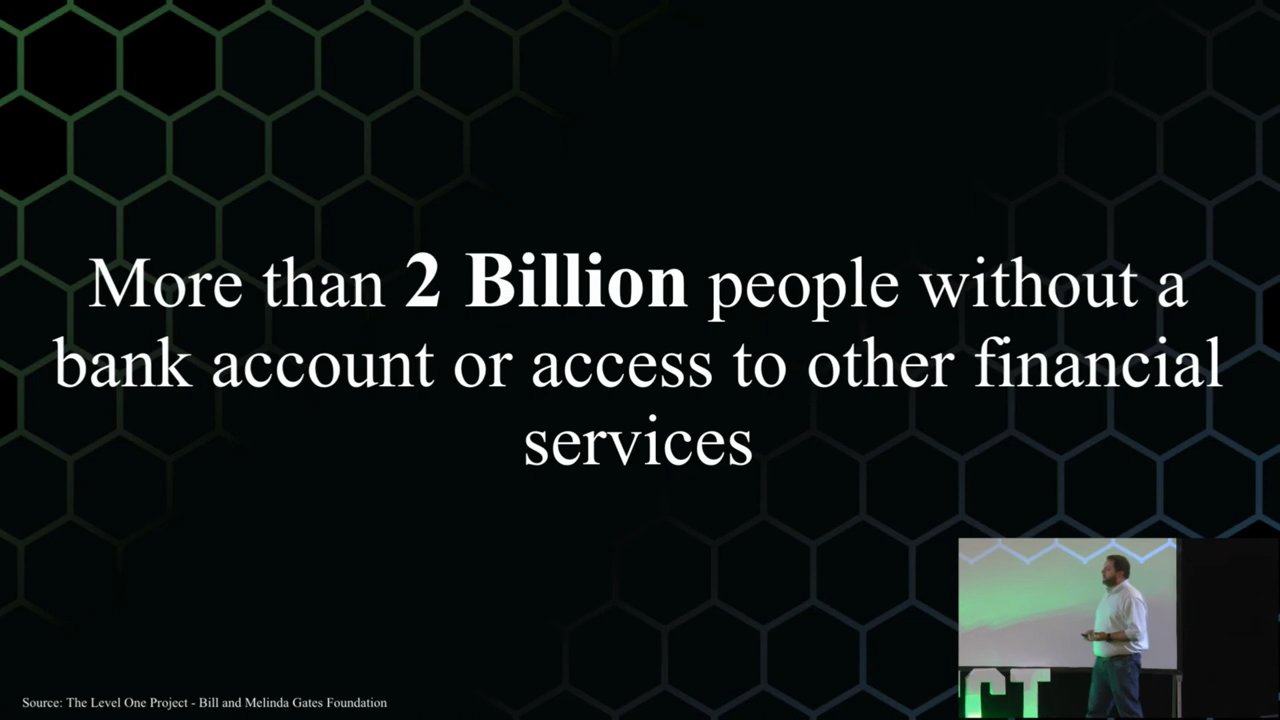 More than 2 Billion people without a
bank account or access to other financial
services
Source: The Level One Project - Bill and Melinda Gates Foundation
CT